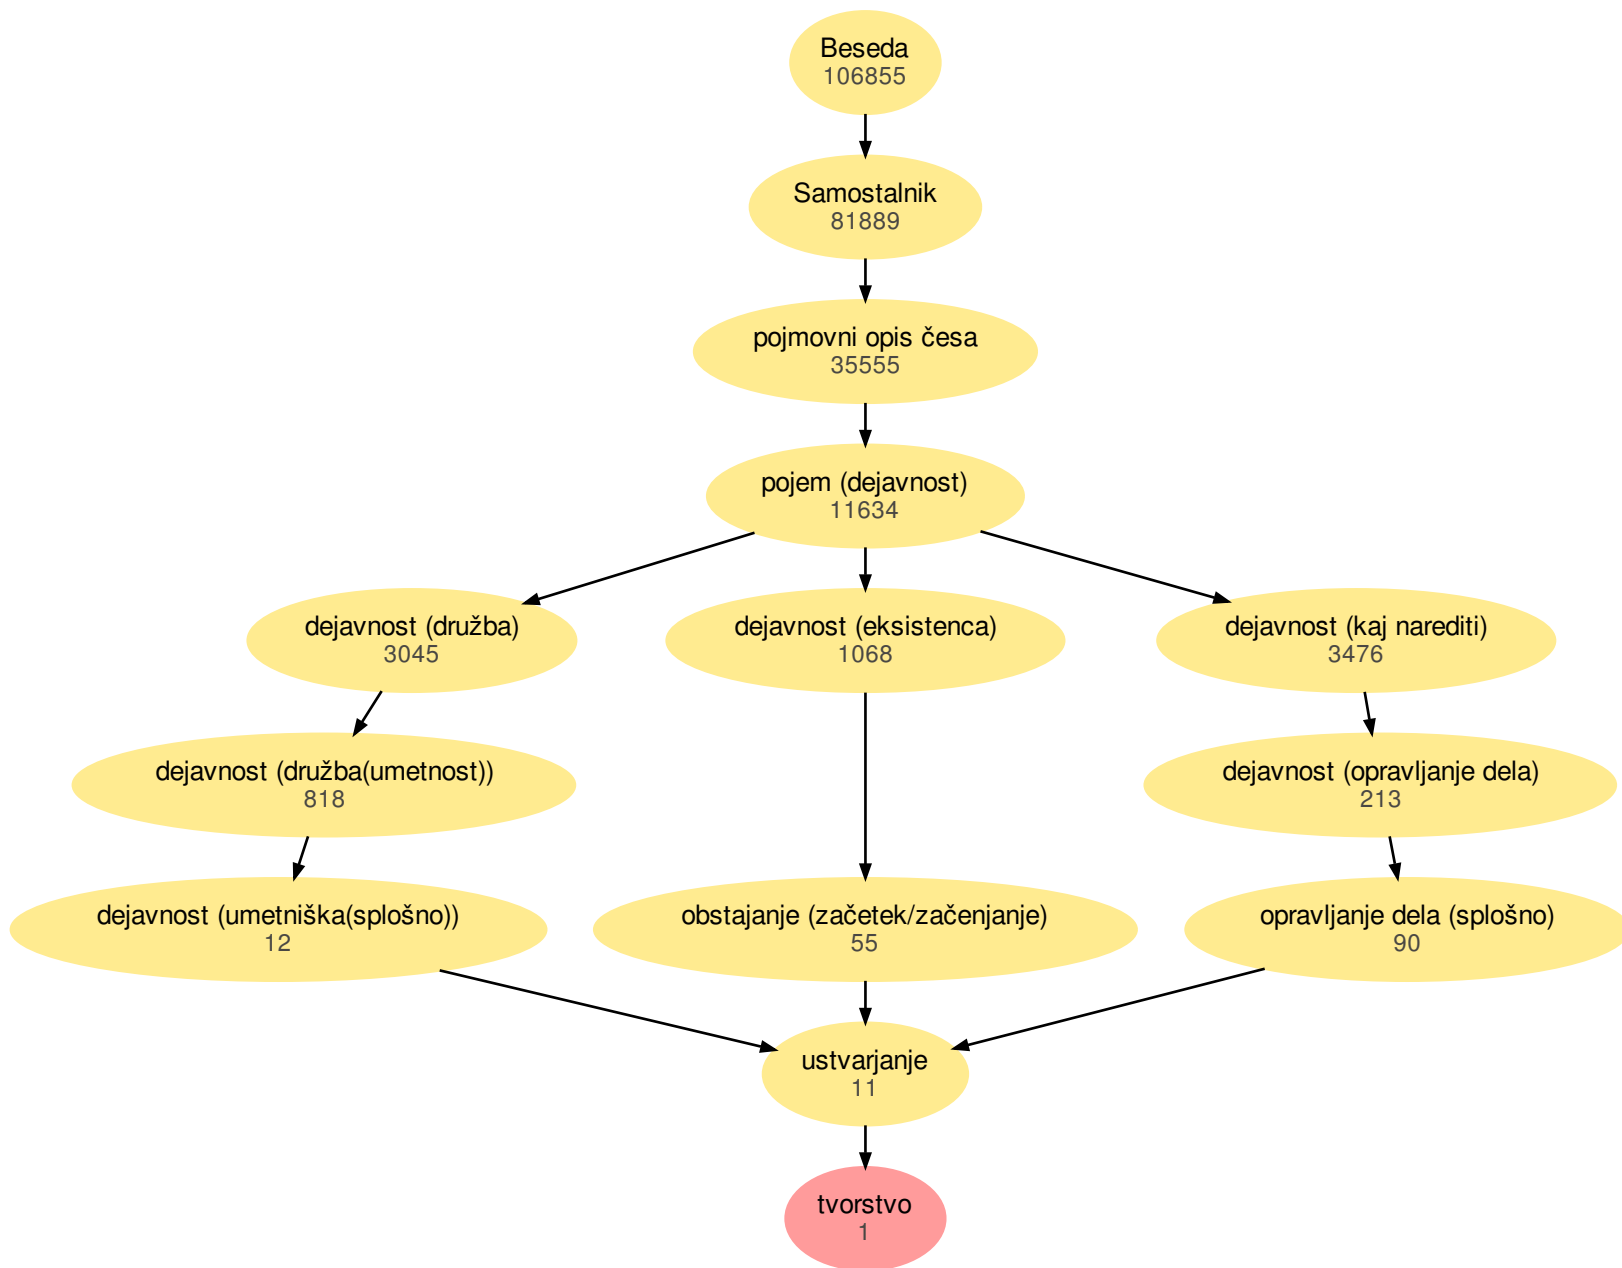 Beseda
106855
Samostalnik
81889
pojmovni opis česa
35555
pojem (dejavnost)
11634
dejavnost (družba)
3045
dejavnost (eksistenca)
1068
dejavnost (kaj narediti)
3476
dejavnost (družba(umetnost))
818
dejavnost (opravljanje dela)
213
dejavnost (umetniška(splošno))
12
obstajanje (začetek/začenjanje)
55
opravljanje dela (splošno)
90
ustvarjanje
11
tvorstvo
1